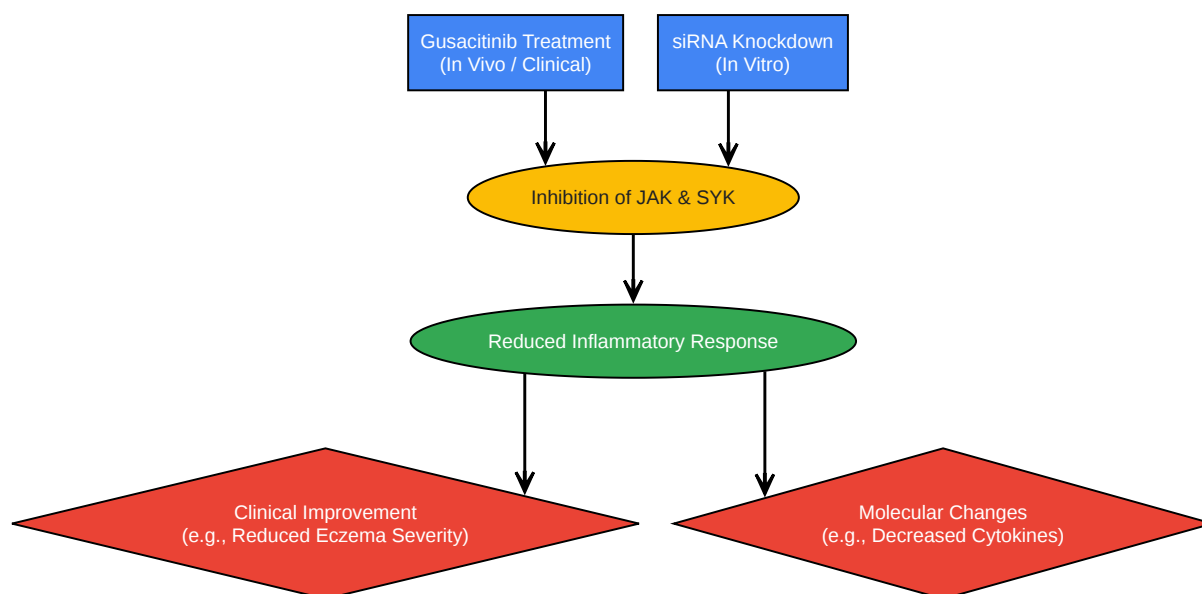 Gusacitinib Treatment
(In Vivo / Clinical)
siRNA Knockdown
(In Vitro)
Inhibition of JAK & SYK
Reduced Inflammatory Response
Clinical Improvement
(e.g., Reduced Eczema Severity)
Molecular Changes
(e.g., Decreased Cytokines)